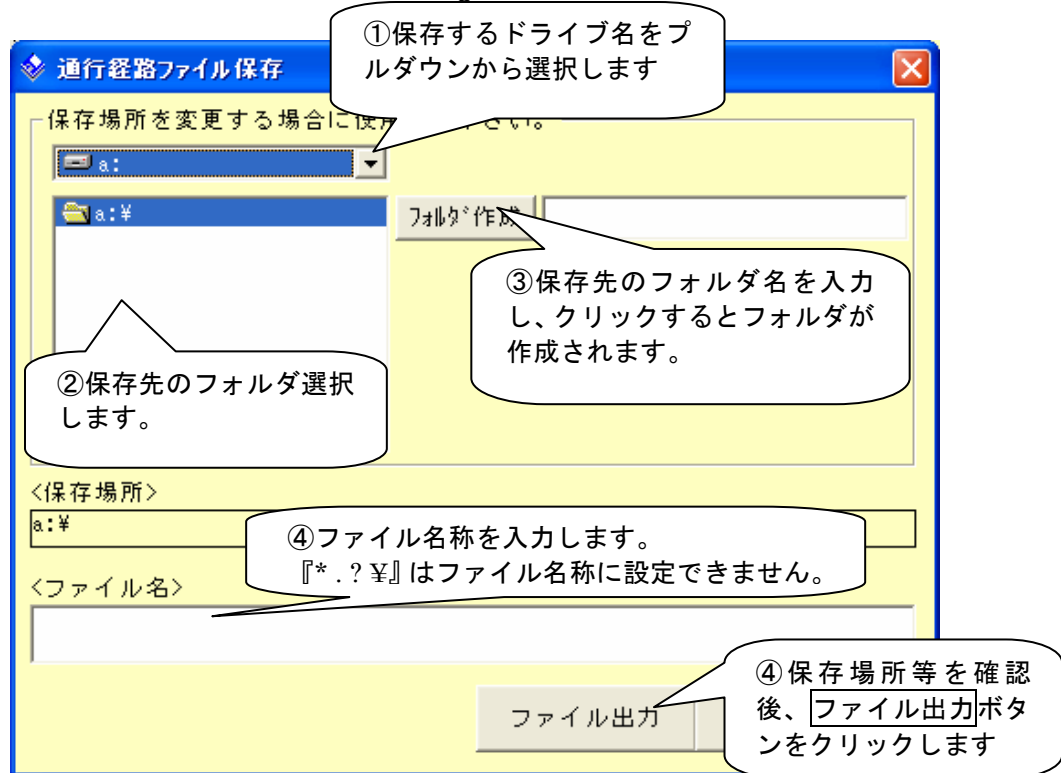 ①保存するドライブ名をプ
ルダウンから選択します
通行経路ファイル保存
保存場所を変更する場合に使
さい。
a:
a:¥
フォルダ作成
③保存先のフォルダ名を入力
し、クリックするとフォルダが
作成されます。
②保存先のフォルダ選択
します。
<保存場所>
a:¥
④ファイル名称を入力します。
『* . ? ¥』はファイル名称に設定できません。
<ファイル名>
④保存場所等を確認
後、ファイル出力ボタ
ンをクリックします
ファイル出力